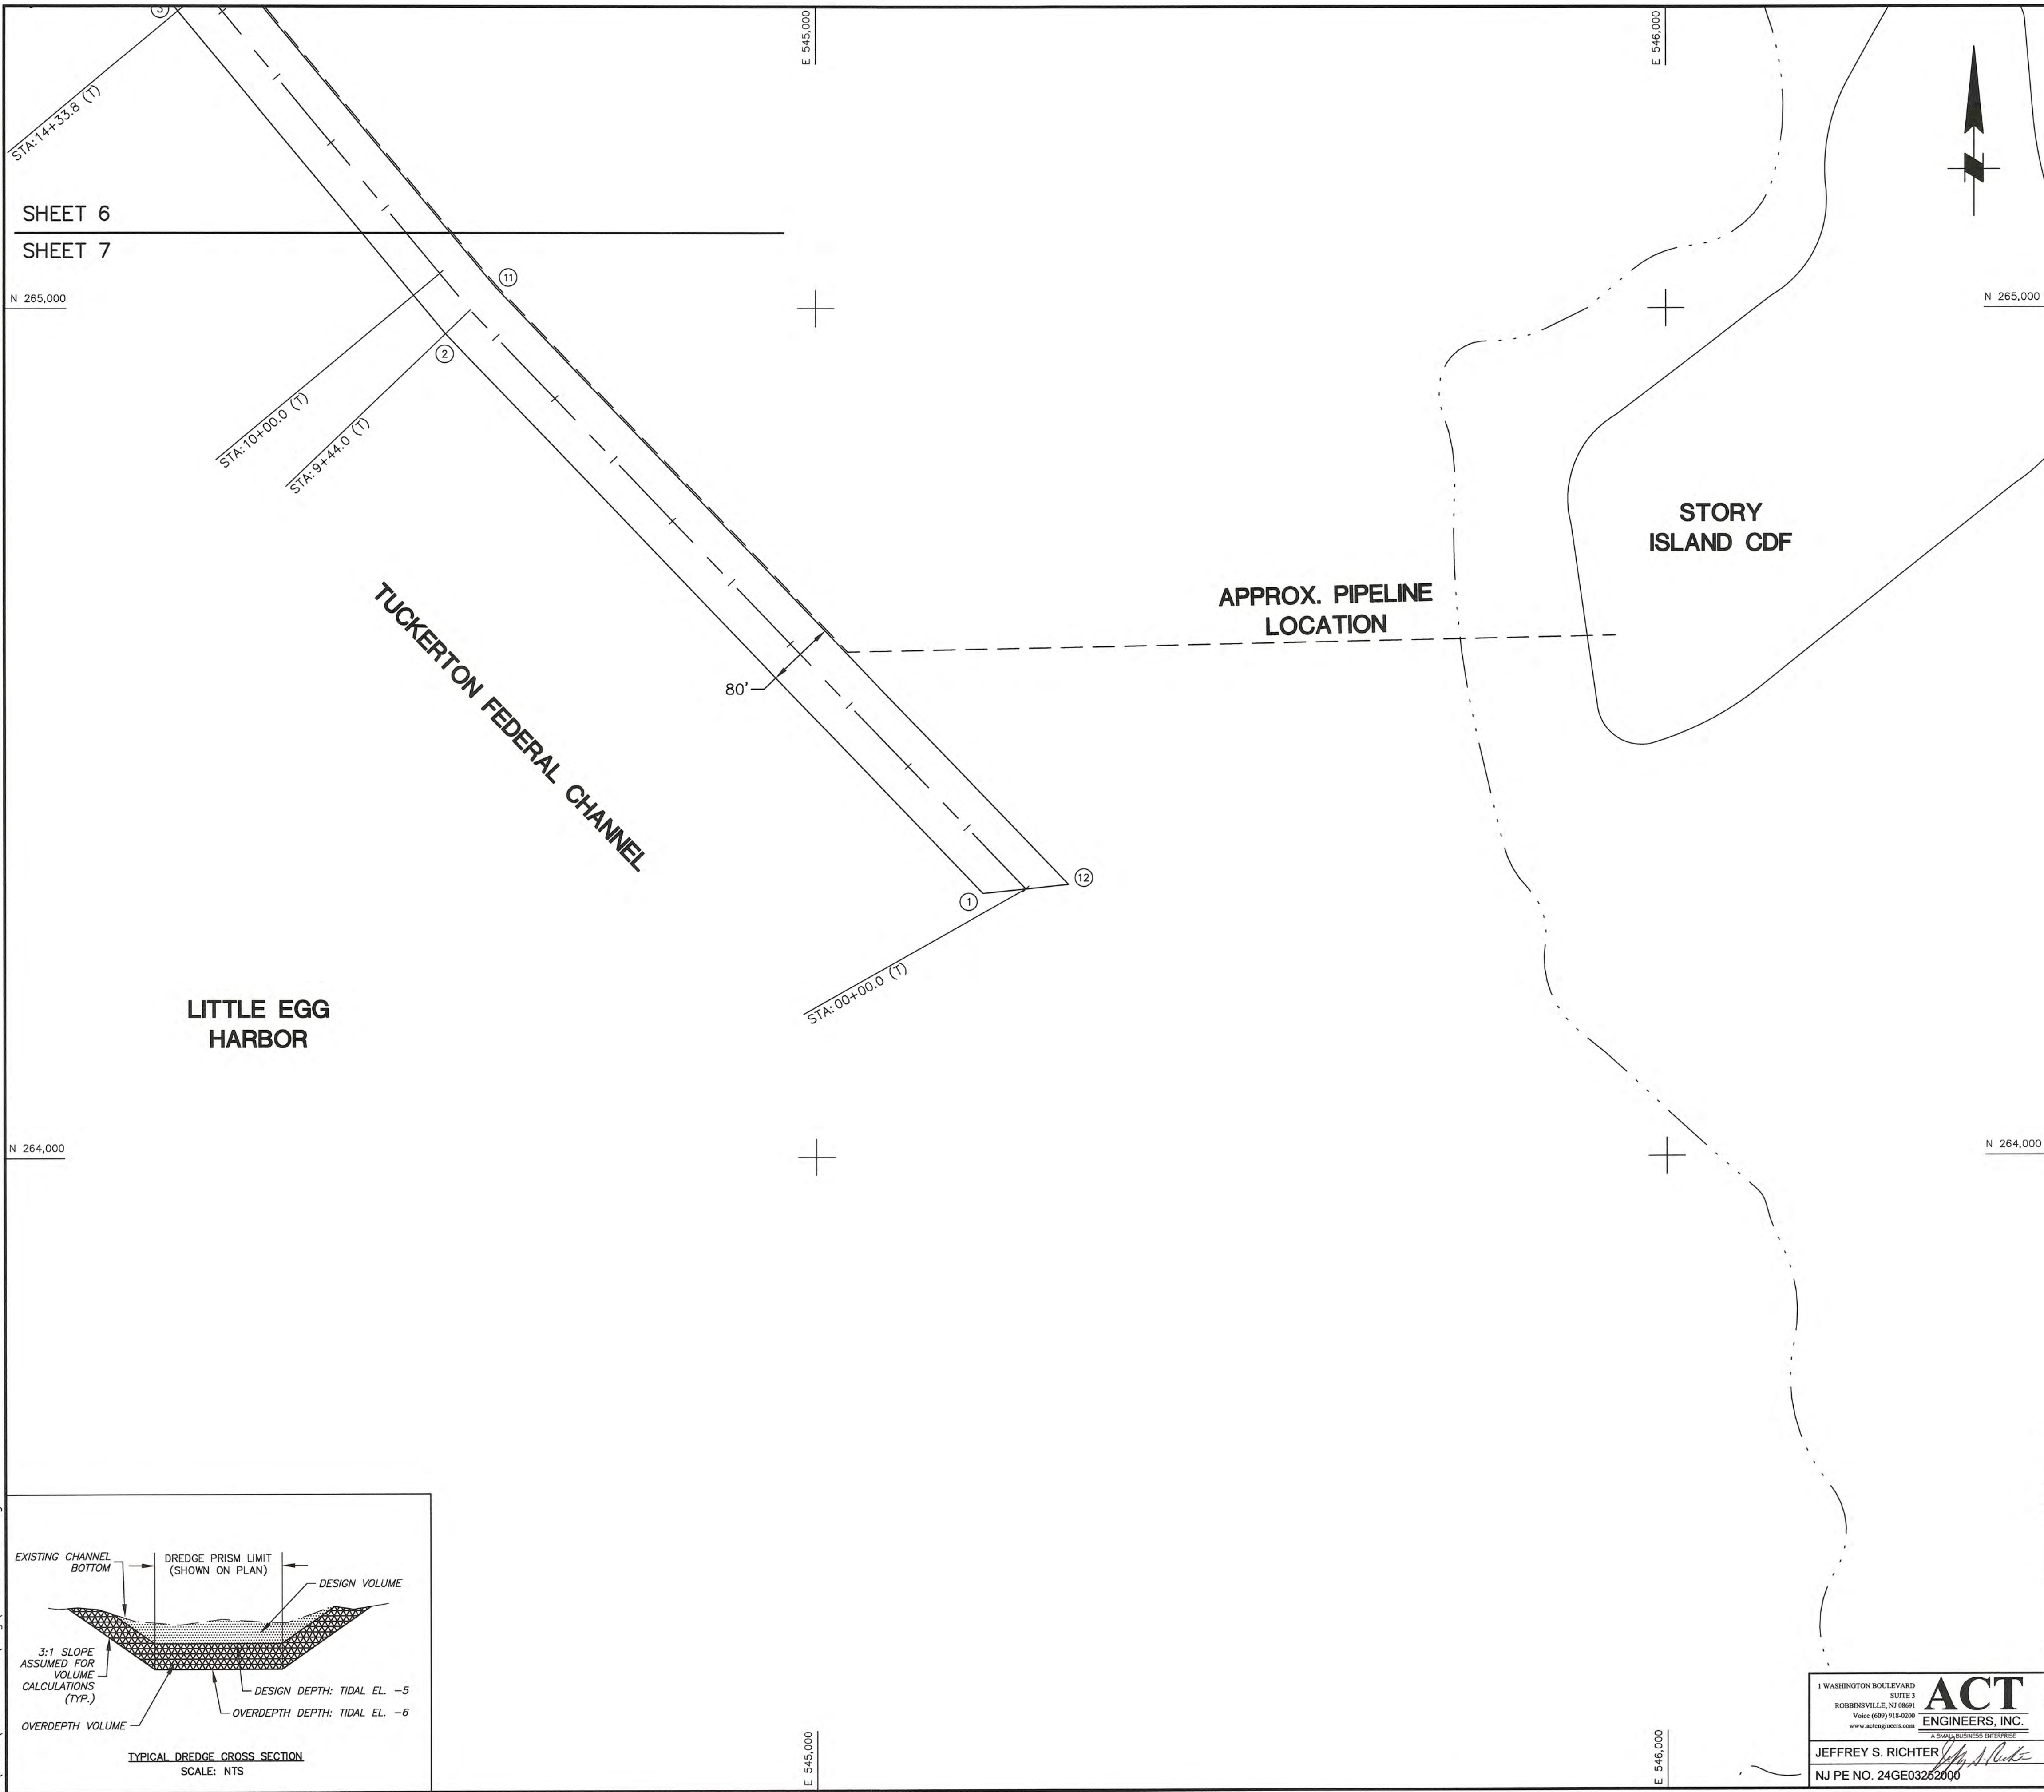 3
E 545,000
E 546,000
STA:14+33.8 (T)
SHEET 6
SHEET 7
11
N 265,000
N 265,000
2
STA:10+00.0 (T)
STA:9+44.0 (T)
STORY
ISLAND CDF
APPROX. PIPELINE
LOCATION
TUCKERTON FEDERAL CHANNEL
80'
12
1
STA:00+00.0 (T)
LITTLE EGG
HARBOR
N 264,000
N 264,000
EXISTING CHANNEL
BOTTOM
DREDGE PRISM LIMIT
(SHOWN ON PLAN)
DESIGN VOLUME
3:1 SLOPE
ASSUMED FOR
VOLUME
CALCULATIONS
(TYP.)
DESIGN DEPTH: TIDAL EL. -5
OVERDEPTH DEPTH: TIDAL EL. -6
OVERDEPTH VOLUME
TYPICAL DREDGE CROSS SECTION
SCALE: NTS
E 545,000
E 546,000
1 WASHINGTON BOULEVARD
SUITE 3
ROBBINSVILLE, NJ 08691
Voice (609) 918-0200
www.actengineers.com
ACT
ENGINEERS, INC.
A SMALL BUSINESS ENTERPRISE
JEFFREY S. RICHTER
NJ PE NO. 24GE03252000